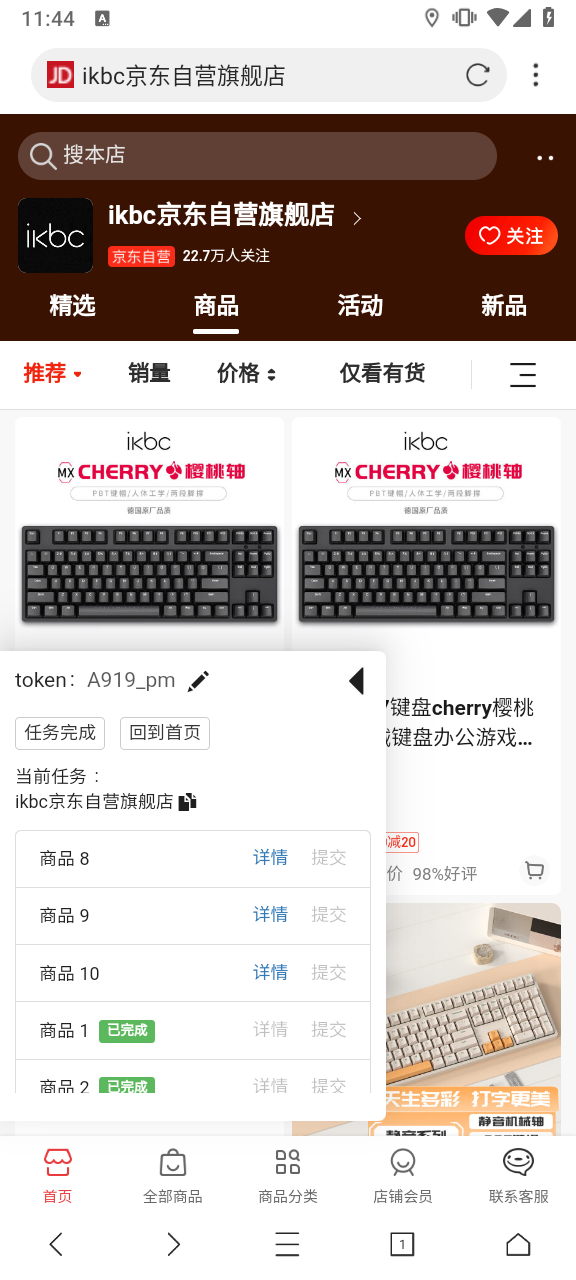 11:44
JD ikbc京东自营旗舰店
搜本店
ikbc
ikbc京东自营旗舰店
京东自营 22.7万人关注
关注
精选 商品 活动 新品
推荐 销量 价格 仅看有货
ikbc
MX CHERRY 樱桃轴
PBT键帽/人体工学/两段脚撑
德国原厂品质
ikbc
MX CHERRY 樱桃轴
PBT键帽/人体工学/两段脚撑
德国原厂品质
键盘cherry樱桃
键盘办公游戏...
减20
价 98%好评
token: A919_pm
任务完成 回到首页
当前任务：
ikbc京东自营旗舰店
商品 8 详情 提交
商品 9 详情 提交
商品 10 详情 提交
商品 1 已完成 详情 提交
商品 2 已完成 详情 提交
天生多彩 打字更美
静音机械轴
静音系列
首页 全部商品 商品分类 店铺会员 联系客服
1